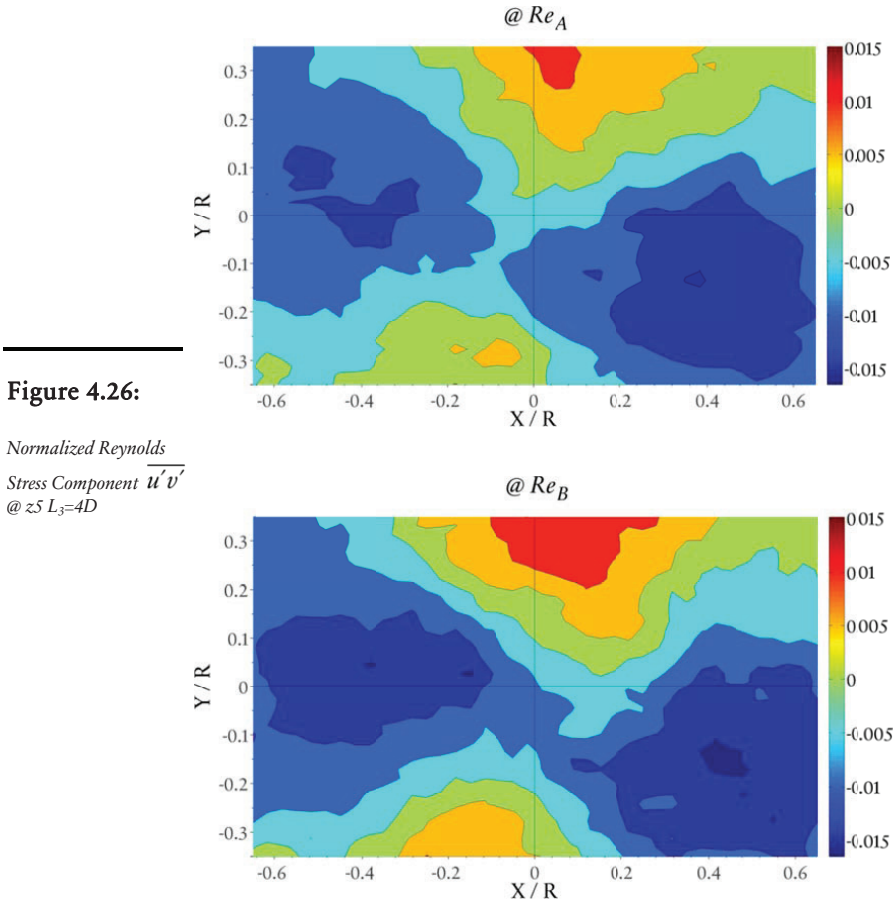 @ Re_A
0.3
0.2
0.1
0
-0.1
-0.2
-0.3
Y / R
-0.6 -0.4 -0.2 0 0.2 0.4 0.6
X / R
0.015
0.01
0.005
0
-0.005
-0.01
-0.015
Figure 4.26:
Normalized Reynolds
Stress Component u′v′
@ z5 L₃=4D
@ Re_B
0.3
0.2
0.1
0
-0.1
-0.2
-0.3
Y / R
-0.6 -0.4 -0.2 0 0.2 0.4 0.6
X / R
0.015
0.01
0.005
0
-0.005
-0.01
-0.015